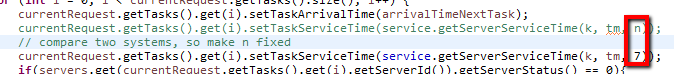 for (int i = 0; i < currentRequest.getTasks().size(); i++) {
currentRequest.getTasks().get(i).setTaskArrivalTime(arrivalTimeNextTask);
currentRequest.getTasks().get(i).setTaskServiceTime(service.getServerServiceTime(k, tm, n));
// compare two systems, so make n fixed
currentRequest.getTasks().get(i).setTaskServiceTime(service.getServerServiceTime(k, tm, 7));
if(servers.get(currentRequest.getTasks().get(i).getServerId()).getServerStatus() == 0){